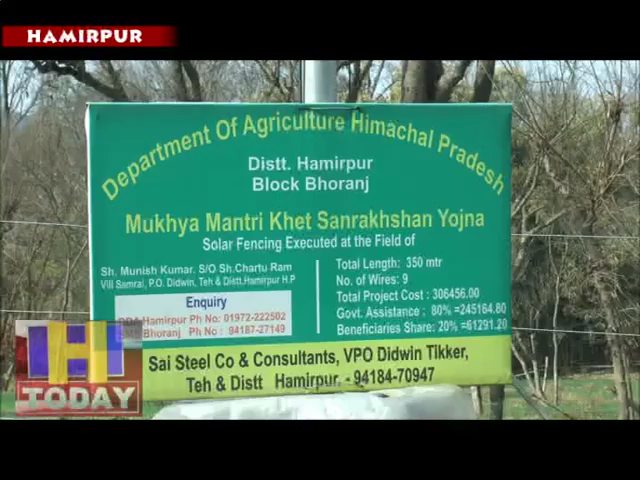 HAMIRPUR
Department Of Agriculture Himachal Pradesh
Distt. Hamirpur
Block Bhoranj
Mukhya Mantri Khet Sanrakhshan Yojna
Solar Fencing Executed at the Field of
Sh. Munish Kumar. S/O Sh.Chartu Ram
Vill Samrai, P.O. Didwin, Teh & Distt.Hamirpur H.P
Enquiry
DDA Hamirpur Ph No: 01972-222502
Bhoranj Ph No : 94187-27149
Total Length: 350 mtr
No. of Wires: 9
Total Project Cost : 306456.00
Govt. Assistance : 80% =245164.80
Beneficiaries Share: 20% =61291.20
Sai Steel Co & Consultants, VPO Didwin Tikker,
Teh & Distt Hamirpur. - 94184-70947
H
TODAY